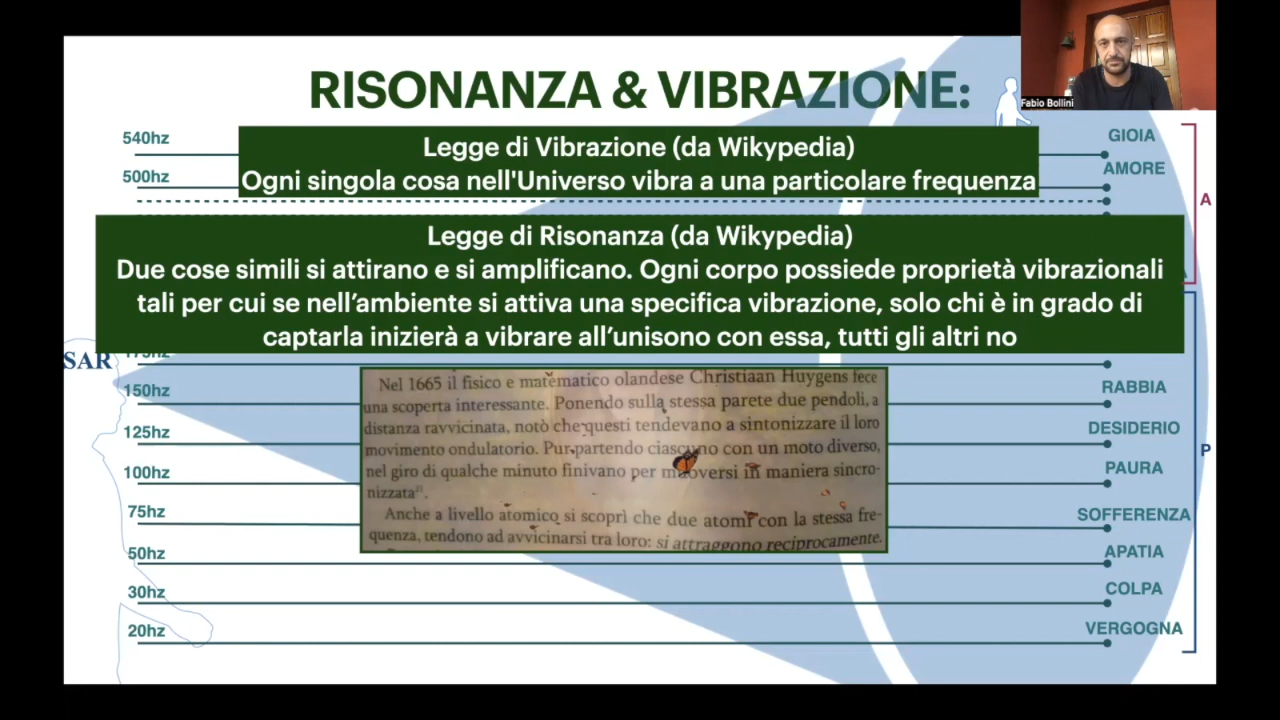 RISONANZA & VIBRAZIONE:
Fabio Bollini
540hz
GIOIA
Legge di Vibrazione (da Wikypedia)
500hz
AMORE
Ogni singola cosa nell'Universo vibra a una particolare frequenza
A
Legge di Risonanza (da Wikypedia)
Due cose simili si attirano e si amplificano. Ogni corpo possiede proprietà vibrazionali
tali per cui se nell’ambiente si attiva una specifica vibrazione, solo chi è in grado di
captarla inizierà a vibrare all’unisono con essa, tutti gli altri no
175hz
SAR
Nel 1665 il fisico e matematico olandese Christiaan Huygens fece
una scoperta interessante. Ponendo sulla stessa parete due pendoli, a
distanza ravvicinata, notò che questi tendevano a sintonizzare il loro
movimento ondulatorio. Pur partendo ciascuno con un moto diverso,
nel giro di qualche minuto finivano per muoversi in maniera sincro-
nizzata
Anche a livello atomico si scoprì che due atomi con la stessa fre-
quenza, tendono ad avvicinarsi tra loro: si attraggono reciprocamente.
150hz
RABBIA
125hz
DESIDERIO
P
100hz
PAURA
75hz
SOFFERENZA
50hz
APATIA
30hz
COLPA
20hz
VERGOGNA